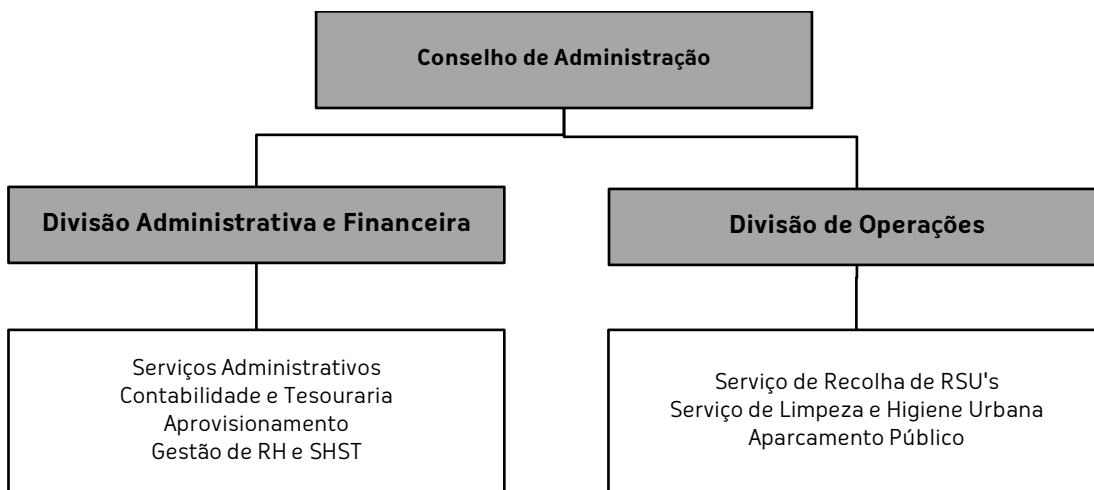 Conselho de Administração
Divisão Administrativa e Financeira
Divisão de Operações
Serviços Administrativos
Contabilidade e Tesouraria
Aprovisionamento
Gestão de RH e SHST
Serviço de Recolha de RSU's
Serviço de Limpeza e Higiene Urbana
Aparcamento Público